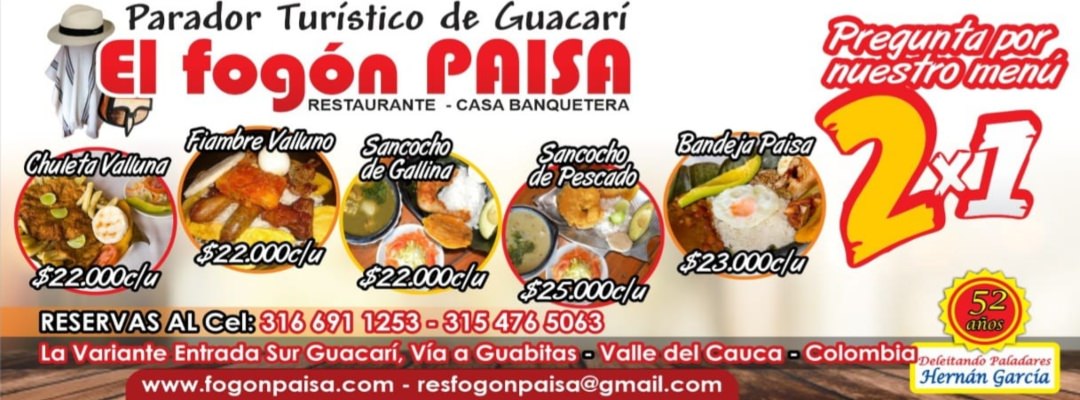 Parador Turístico de Guacarí
El fogón PAISA
RESTAURANTE - CASA BANQUETERA
Pregunta por
nuestro menú
2x1
Chuleta Valluna
$22.000c/u
Fiambre Valluno
$22.000c/u
Sancocho
de Gallina
$22.000c/u
Sancocho
de Pescado
$25.000c/u
Bandeja Paisa
$23.000c/u
52
años
Deleitando Paladares
Hernán García
RESERVAS AL Cel: 316 691 1253 - 315 476 5063
La Variante Entrada Sur Guacarí, Vía a Guabitas - Valle del Cauca - Colombia
www.fogonpaisa.com - resfogonpaisa@gmail.com